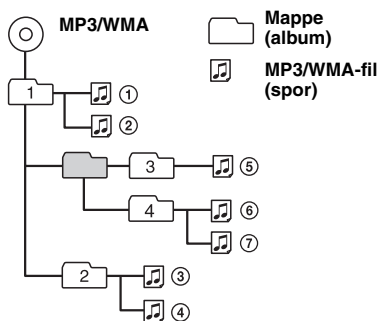 MP3/WMA
Mappe
(album)
MP3/WMA-fil
(spor)
1
①
②
3
⑤
4
⑥
⑦
2
③
④